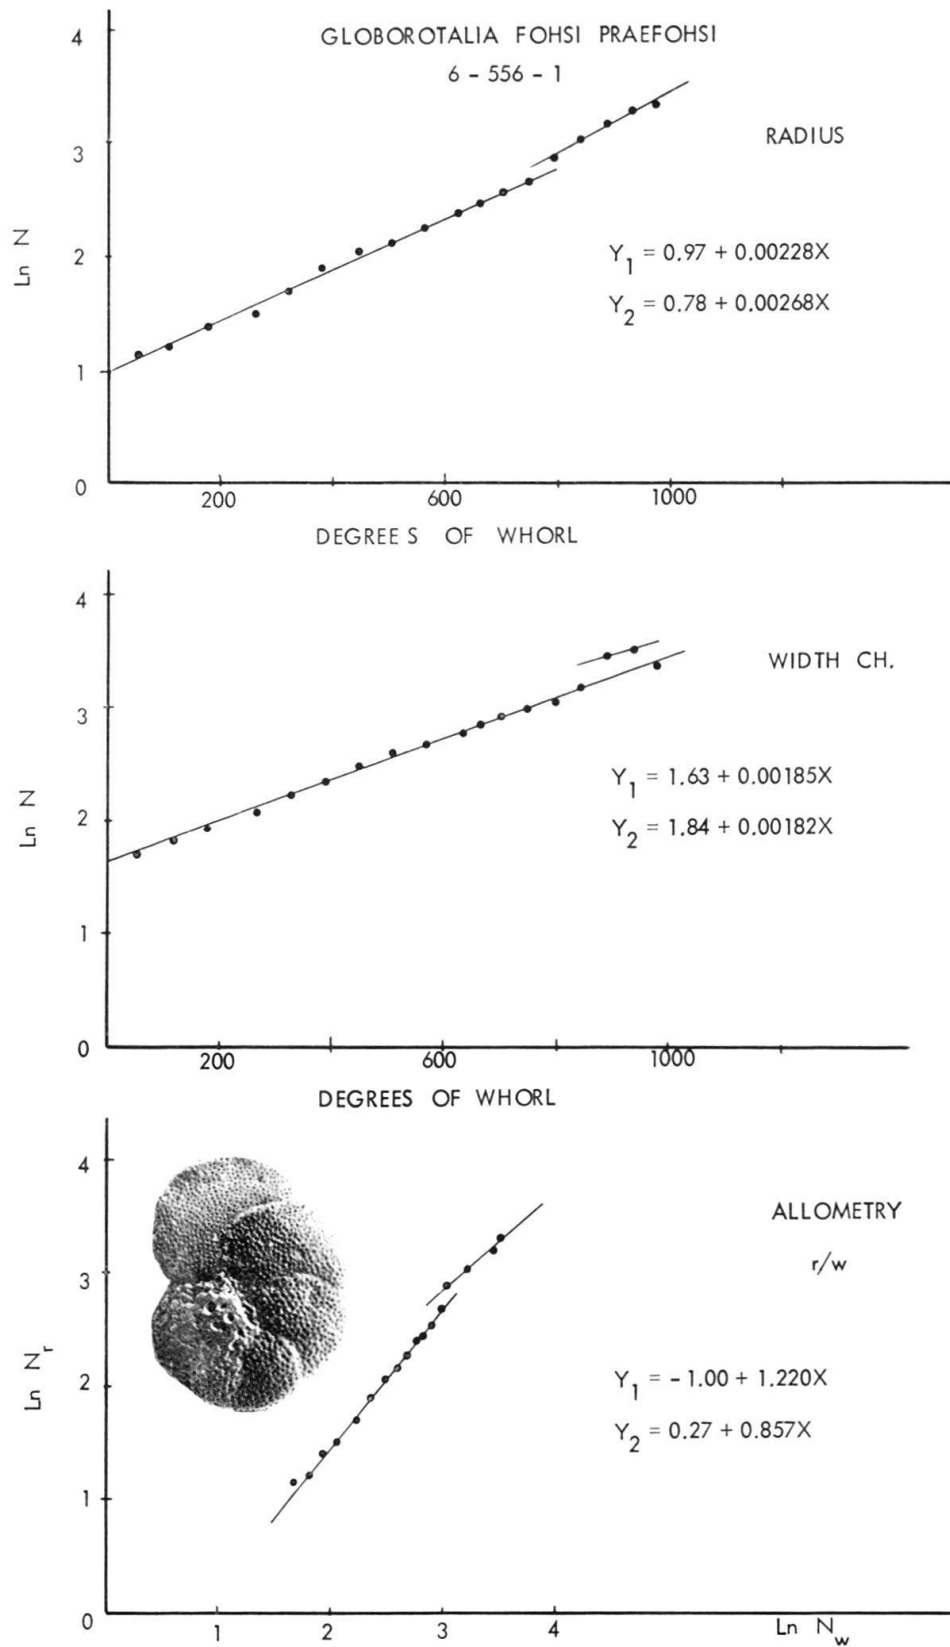 4
GLOBOROTALIA FOHSI PRAEFOHSI
6 - 556 - 1
3
RADIUS
Ln N
2
Y1 = 0.97 + 0.00228X
Y2 = 0.78 + 0.00268X
1
0
200 600 1000
DEGREES OF WHORL
4
WIDTH CH.
3
Ln N
Y1 = 1.63 + 0.00185X
2
Y2 = 1.84 + 0.00182X
1
0
200 600 1000
DEGREES OF WHORL
4
ALLOMETRY
r/w
3
Ln Nr
2
Y1 = - 1.00 + 1.220X
Y2 = 0.27 + 0.857X
1
0
1 2 3 4 Ln Nw